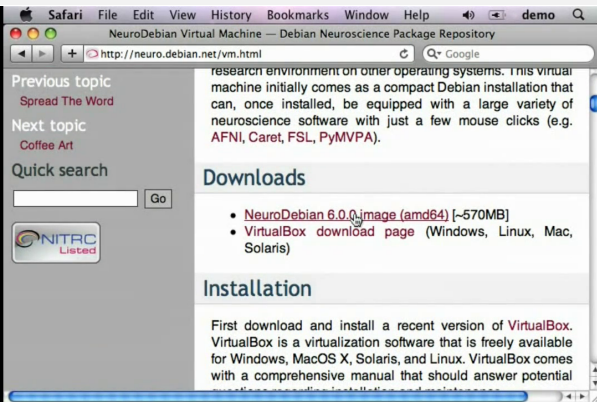 Safari File Edit View History Bookmarks Window Help demo
NeuroDebian Virtual Machine — Debian Neuroscience Package Repository
http://neuro.debian.net/vm.html
Google
Previous topic
Spread The Word
Next topic
Coffee Art
Quick search
Go
NITRC
Listed
research environment on other operating systems. This virtual
machine initially comes as a compact Debian installation that
can, once installed, be equipped with a large variety of
neuroscience software with just a few mouse clicks (e.g.
AFNI, Caret, FSL, PyMVPA).
Downloads
• NeuroDebian 6.0.0 image (amd64) [~570MB]
• VirtualBox download page (Windows, Linux, Mac,
Solaris)
Installation
First download and install a recent version of VirtualBox.
VirtualBox is a virtualization software that is freely available
for Windows, MacOS X, Solaris, and Linux. VirtualBox comes
with a comprehensive manual that should answer potential
questions regarding installation and maintenance.